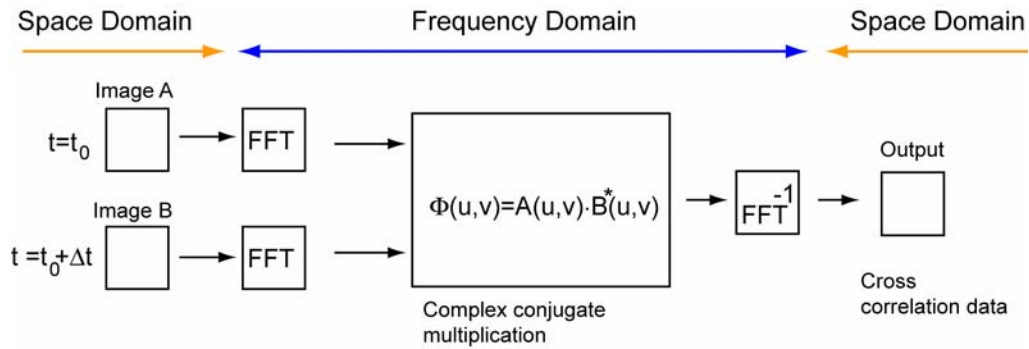 Space Domain
Frequency Domain
Space Domain
Image A
t=t₀
FFT
Image B
t =t₀+Δt
FFT
Φ(u,v)=A(u,v)·B*(u,v)
Complex conjugate
multiplication
FFT⁻¹
Output
Cross
correlation data